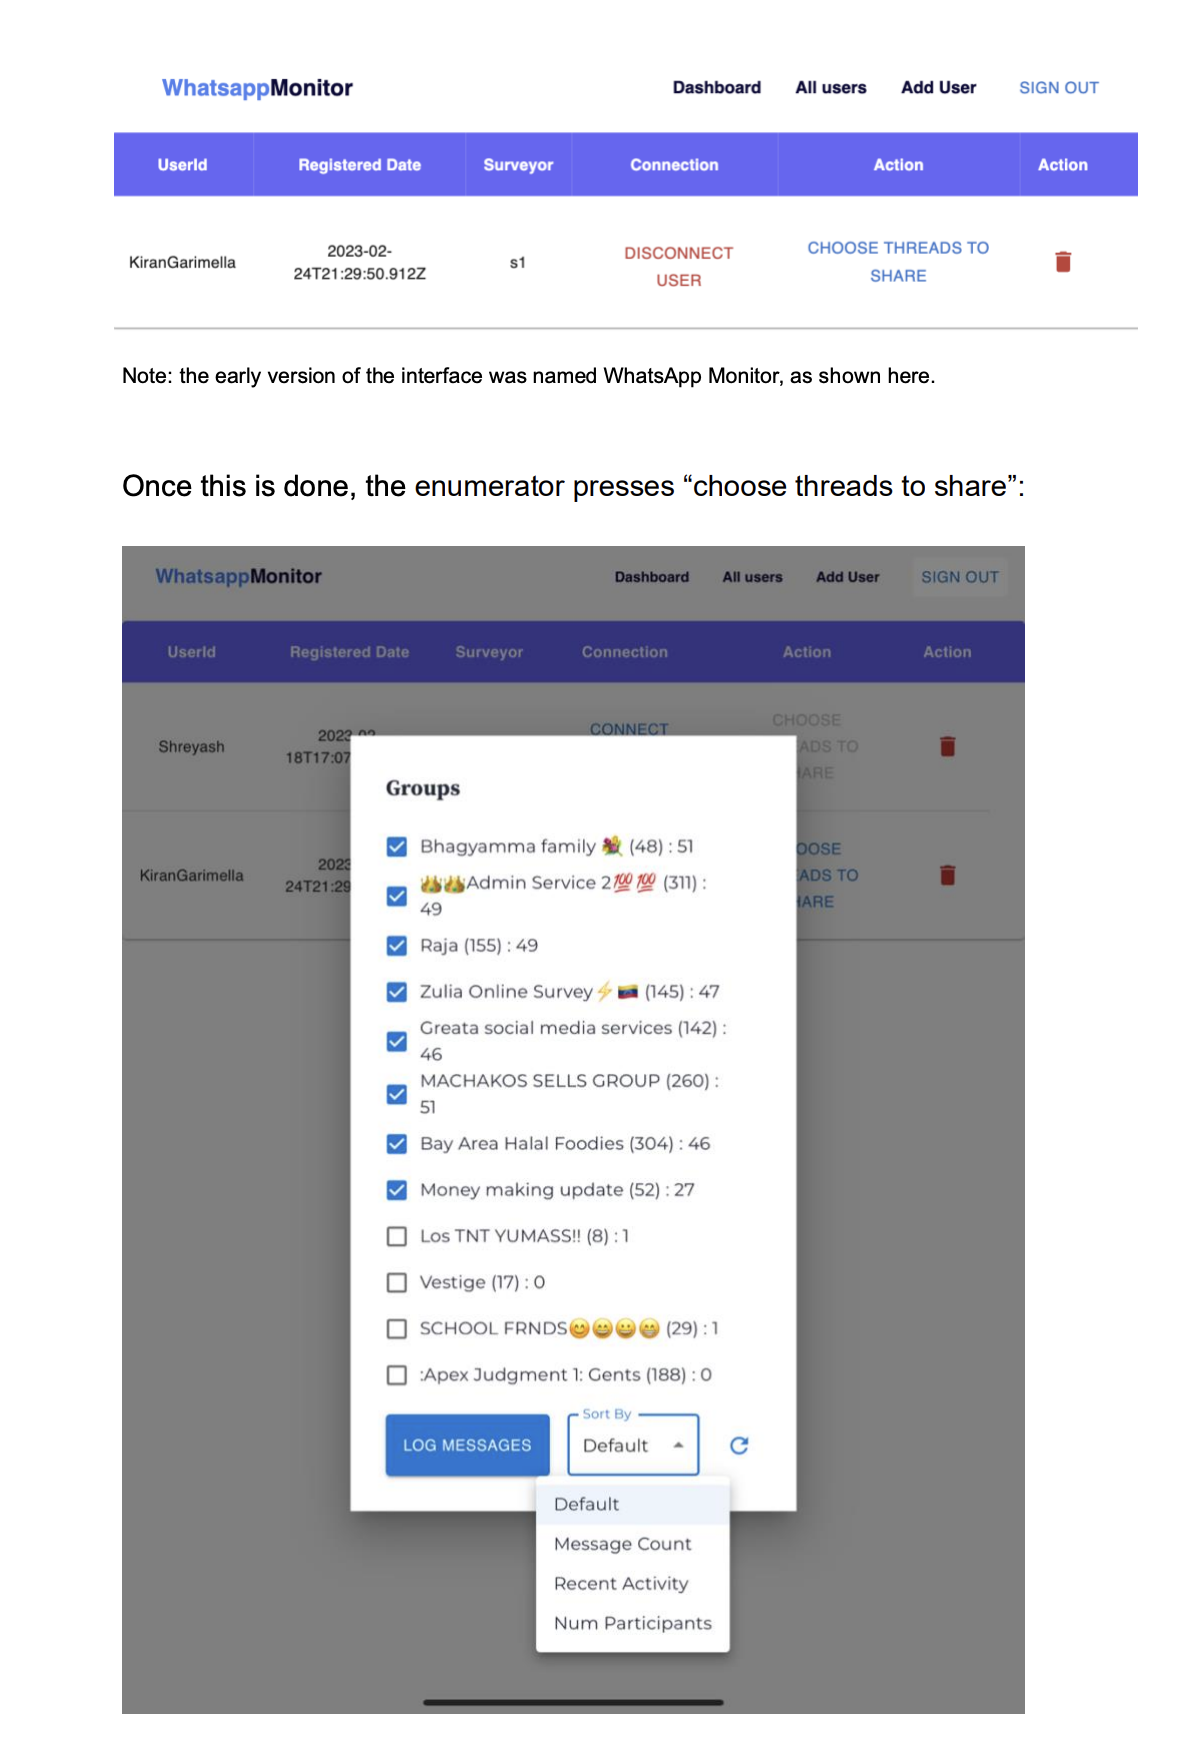 WhatsappMonitor Dashboard All users Add User SIGN OUT
UserId Registered Date Surveyor Connection Action Action
KiranGarimella 2023-02-24T21:29:50.912Z s1 DISCONNECT USER CHOOSE THREADS TO SHARE
Note: the early version of the interface was named WhatsApp Monitor, as shown here.
Once this is done, the enumerator presses “choose threads to share”:
WhatsappMonitor Dashboard All users Add User SIGN OUT
UserId Registered Date Surveyor Connection Action Action
Shreyash 18T17:07 CONNECT CHOOSE ADS TO ARE
KiranGarimella 2023 24T21:29 OOSE ADS TO ARE
Groups
Bhagyamma family 💐 (48) : 51
👑👑Admin Service 2💯💯 (311) :
49
Raja (155) : 49
Zulia Online Survey⚡🇻🇪 (145) : 47
Greata social media services (142) :
46
MACHAKOS SELLS GROUP (260) :
51
Bay Area Halal Foodies (304) : 46
Money making update (52) : 27
Los TNT YUMASS!! (8) : 1
Vestige (17) : 0
SCHOOL FRNDS😊😄😀😁 (29) : 1
:Apex Judgment 1: Gents (188) : 0
LOG MESSAGES
Sort By
Default
Default
Message Count
Recent Activity
Num Participants